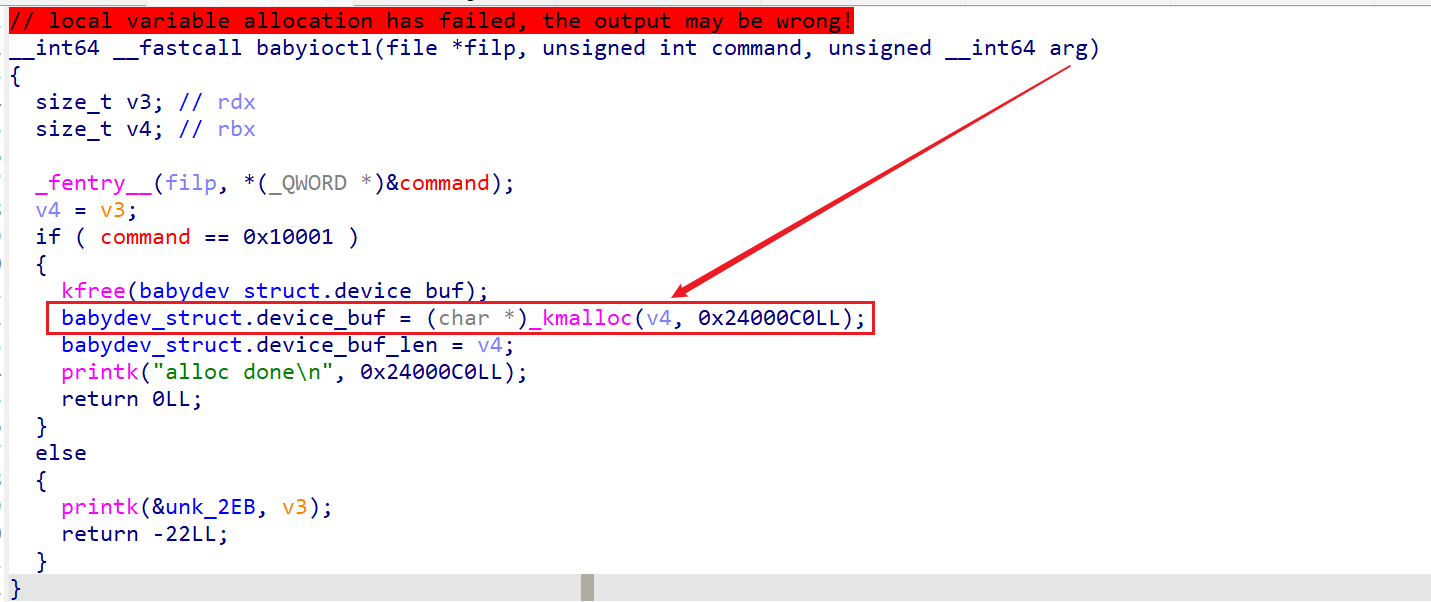 // local variable allocation has failed, the output may be wrong!
__int64 __fastcall babyioctl(file *filp, unsigned int command, unsigned __int64 arg)
{
size_t v3; // rdx
size_t v4; // rbx
_fentry__(filp, *(_QWORD *)&command);
v4 = v3;
if ( command == 0x10001 )
{
kfree(babydev_struct.device_buf);
babydev_struct.device_buf = (char *)_kmalloc(v4, 0x24000C0LL);
babydev_struct.device_buf_len = v4;
printk("alloc done\n", 0x24000C0LL);
return 0LL;
}
else
{
printk(&unk_2EB, v3);
return -22LL;
}
}